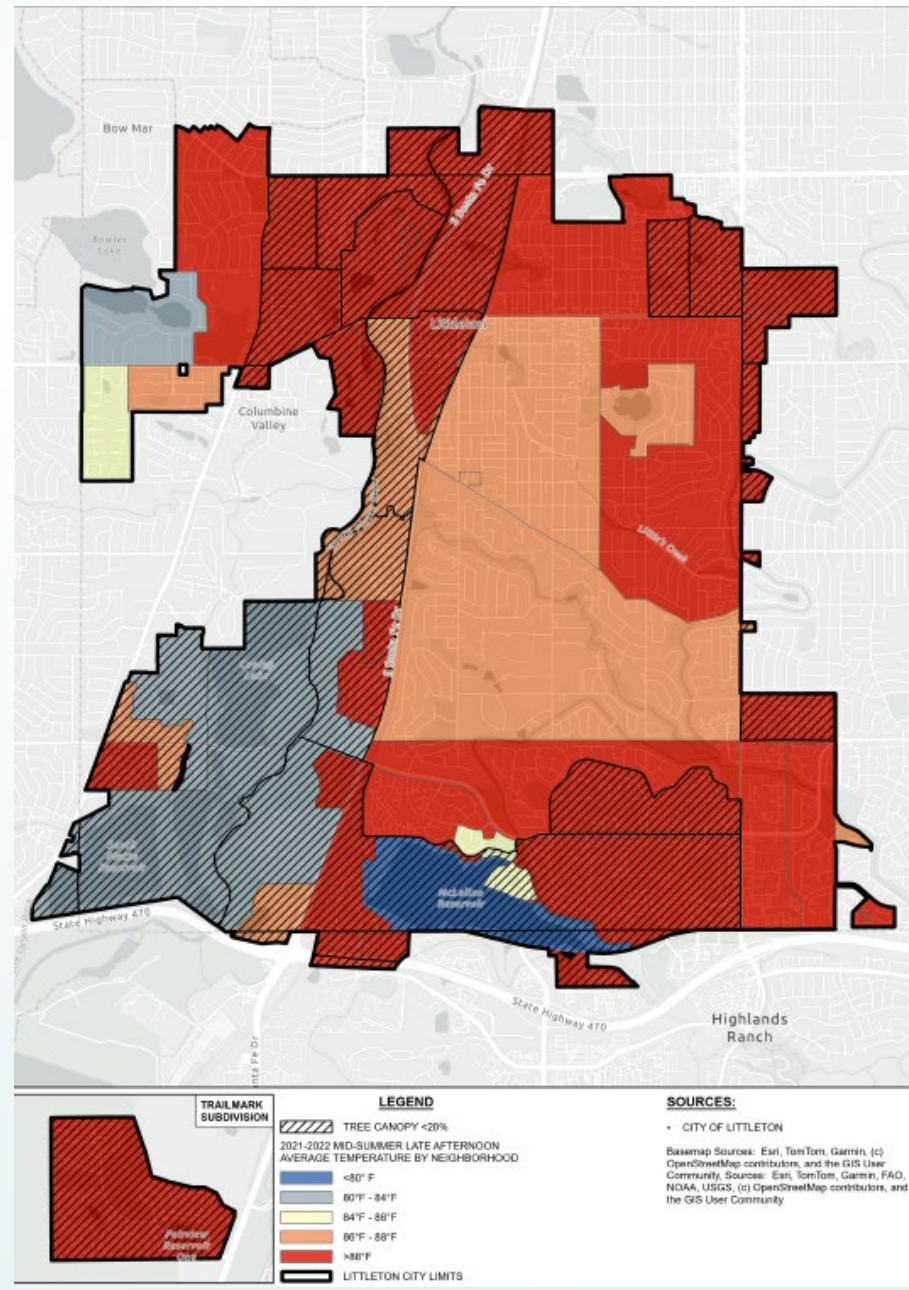 Bow Mar
Bowles
Lake
S Santa Fe Dr
Littleton
Columbine
Valley
Little's Creek
S Santa Fe Dr
McLellan
Reservoir
State Highway 470
State Highway 470
Highlands
Ranch
TRAILMARK
SUBDIVISION
Fairview
Reservoir
One
LEGEND
TREE CANOPY <20%
2021-2022 MID-SUMMER LATE AFTERNOON
AVERAGE TEMPERATURE BY NEIGHBORHOOD
<80° F
80°F - 84°F
84°F - 86°F
86°F - 88°F
>88°F
LITTLETON CITY LIMITS
SOURCES:
• CITY OF LITTLETON
Basemap Sources: Esri, TomTom, Garmin, (c)
OpenStreetMap contributors, and the GIS User
Community, Sources: Esri, TomTom, Garmin, FAO,
NOAA, USGS, (c) OpenStreetMap contributors, and
the GIS User Community